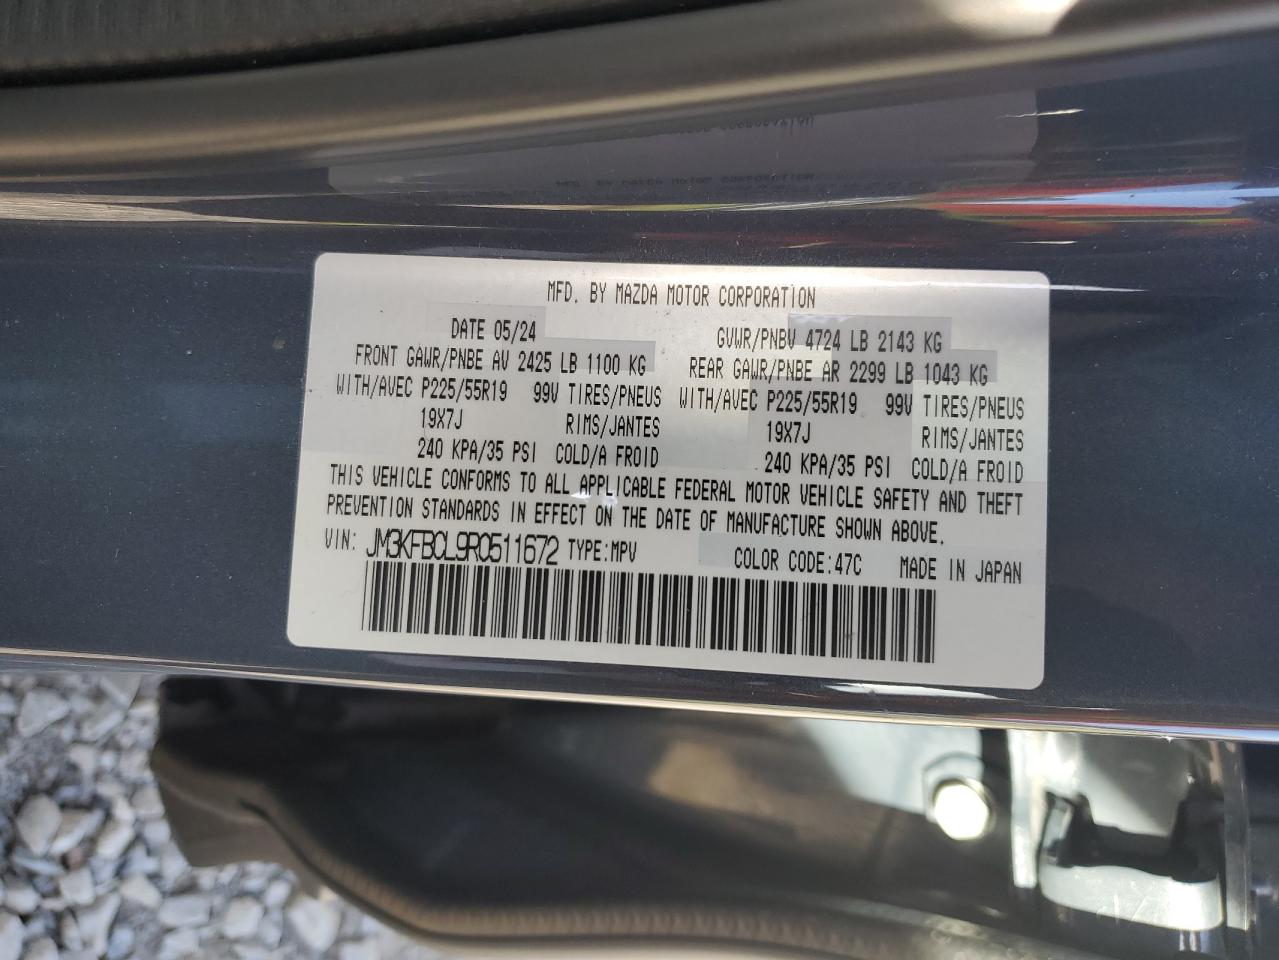 MFD. BY MAZDA MOTOR CORPORATION
DATE 05/24 GVWR/PNBV 4724 LB 2143 KG
FRONT GAWR/PNBE AV 2425 LB 1100 KG REAR GAWR/PNBE AR 2299 LB 1043 KG
WITH/AVEC P225/55R19 99V TIRES/PNEUS WITH/AVEC P225/55R19 99V TIRES/PNEUS
19X7J RIMS/JANTES 19X7J RIMS/JANTES
240 KPA/35 PSI COLD/A FROID 240 KPA/35 PSI COLD/A FROID
THIS VEHICLE CONFORMS TO ALL APPLICABLE FEDERAL MOTOR VEHICLE SAFETY AND THEFT
PREVENTION STANDARDS IN EFFECT ON THE DATE OF MANUFACTURE SHOWN ABOVE.
VIN: JM3KFBCL9R0511672 TYPE:MPV COLOR CODE:47C MADE IN JAPAN